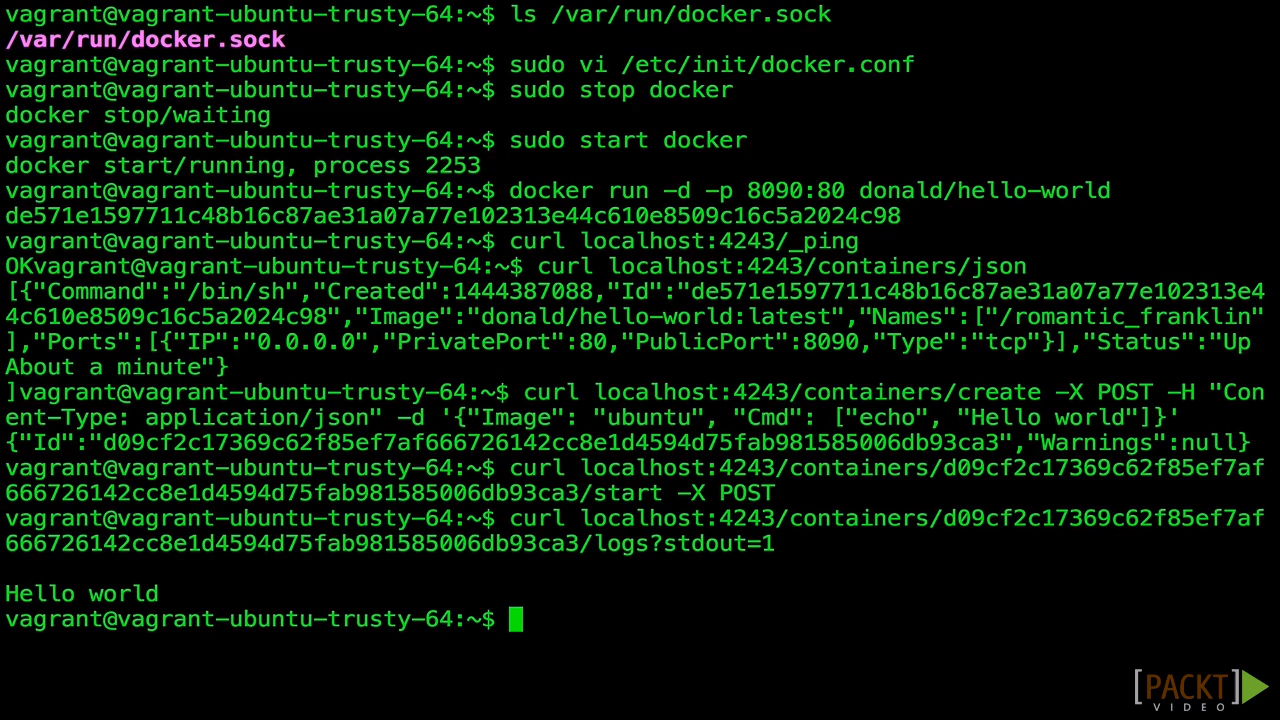 vagrant@vagrant-ubuntu-trusty-64:~$ ls /var/run/docker.sock
/var/run/docker.sock
vagrant@vagrant-ubuntu-trusty-64:~$ sudo vi /etc/init/docker.conf
vagrant@vagrant-ubuntu-trusty-64:~$ sudo stop docker
docker stop/waiting
vagrant@vagrant-ubuntu-trusty-64:~$ sudo start docker
docker start/running, process 2253
vagrant@vagrant-ubuntu-trusty-64:~$ docker run -d -p 8090:80 donald/hello-world
de571e1597711c48b16c87ae31a07a77e102313e44c610e8509c16c5a2024c98
vagrant@vagrant-ubuntu-trusty-64:~$ curl localhost:4243/_ping
OKvagrant@vagrant-ubuntu-trusty-64:~$ curl localhost:4243/containers/json
[{"Command":"/bin/sh","Created":1444387088,"Id":"de571e1597711c48b16c87ae31a07a77e102313e4
4c610e8509c16c5a2024c98","Image":"donald/hello-world:latest","Names":["/romantic_franklin"
],"Ports":[{"IP":"0.0.0.0","PrivatePort":80,"PublicPort":8090,"Type":"tcp"}],"Status":"Up
About a minute"}
]vagrant@vagrant-ubuntu-trusty-64:~$ curl localhost:4243/containers/create -X POST -H "Con
ent-Type: application/json" -d '{"Image": "ubuntu", "Cmd": ["echo", "Hello world"]}'
{"Id":"d09cf2c17369c62f85ef7af666726142cc8e1d4594d75fab981585006db93ca3","Warnings":null}
vagrant@vagrant-ubuntu-trusty-64:~$ curl localhost:4243/containers/d09cf2c17369c62f85ef7af
666726142cc8e1d4594d75fab981585006db93ca3/start -X POST
vagrant@vagrant-ubuntu-trusty-64:~$ curl localhost:4243/containers/d09cf2c17369c62f85ef7af
666726142cc8e1d4594d75fab981585006db93ca3/logs?stdout=1
Hello world
vagrant@vagrant-ubuntu-trusty-64:~$
[PACKT]
VIDEO